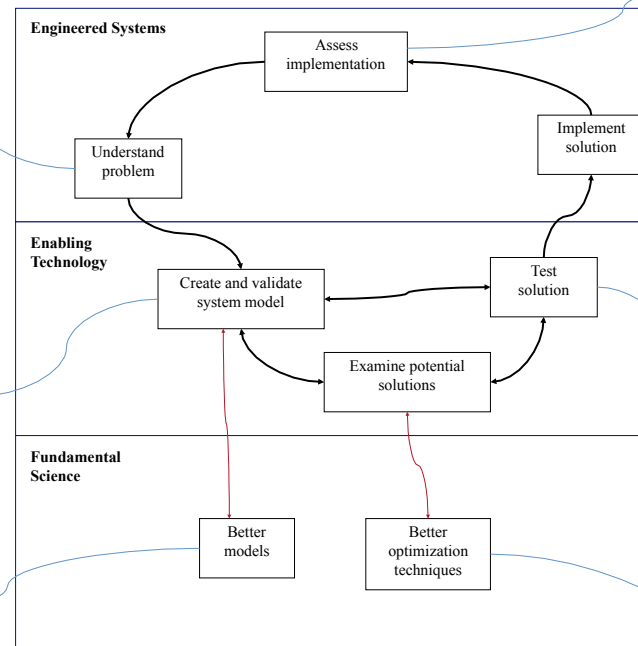 Engineered Systems
Assess
implementation
Implement
solution
Understand
problem
Enabling
Technology
Create and validate
system model
Test
solution
Examine potential
solutions
Fundamental
Science
Better
models
Better
optimization
techniques